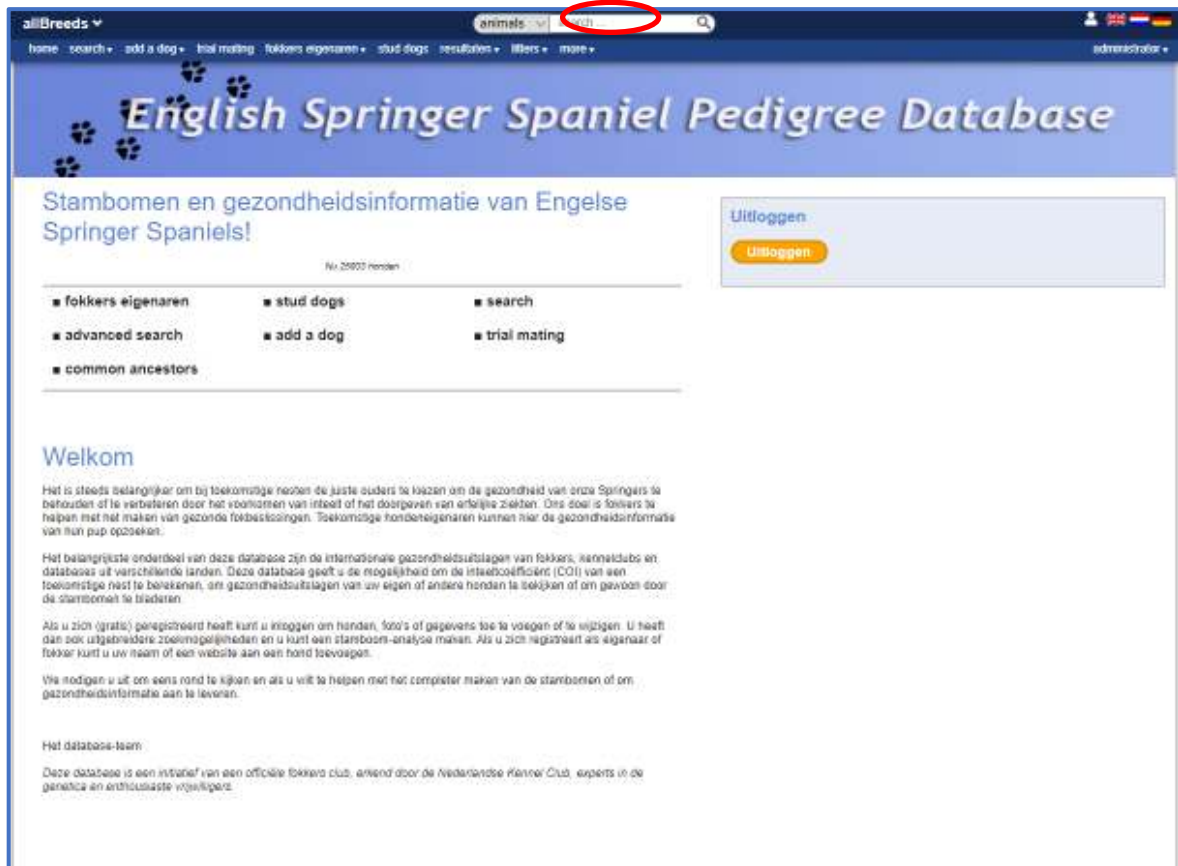 allBreeds
animals search ...
home search add a dog trial mating fokkers eigenaren stud dogs resultaten litters more administrator
English Springer Spaniel Pedigree Database
Stambomen en gezondheidsinformatie van Engelse
Springer Spaniels!
Uitloggen
Uitloggen
Nu honden
fokkers eigenaren stud dogs search
advanced search add a dog trial mating
common ancestors
Welkom
Het is steeds belangrijker om bij toekomstige nesten de juiste ouders te kiezen om de gezondheid van onze Springers te
behouden of te verbeteren door het voorkomen van inteelt of het doorgeven van erfelijke ziekten. Ons doel is fokkers te
helpen met het maken van gezonde fokbeslissingen. Toekomstige hondeneigenaren kunnen hier de gezondheidsinformatie
van hun pup opzoeken.
Het belangrijkste onderdeel van deze database zijn de internationale gezondheidsuitslagen van fokkers, kennelclubs en
databases uit verschillende landen. Deze database geeft u de mogelijkheid om de inteeltcoëfficiënt (COI) van een
toekomstige nest te berekenen, om gezondheidsuitslagen van uw eigen of andere honden te bekijken of om gewoon door
de stambomen te bladeren.
Als u zich (gratis) geregistreerd heeft kunt u inloggen om honden, foto's of gegevens toe te voegen of te wijzigen. U heeft
dan ook uitgebreidere zoekmogelijkheden en u kunt een stamboom-analyse maken. Als u zich registreert als eigenaar of
fokker kunt u uw naam of een website aan een hond toevoegen.
We nodigen u uit om eens rond te kijken en als u wilt te helpen met het completer maken van de stambomen of om
gezondheidsinformatie aan te leveren.
Het database-team
Deze database is een initiatief van een officiële fokkers club, erkend door de Nederlandse Kennel Club, experts in de
genetica en enthousiaste vrijwilligers.